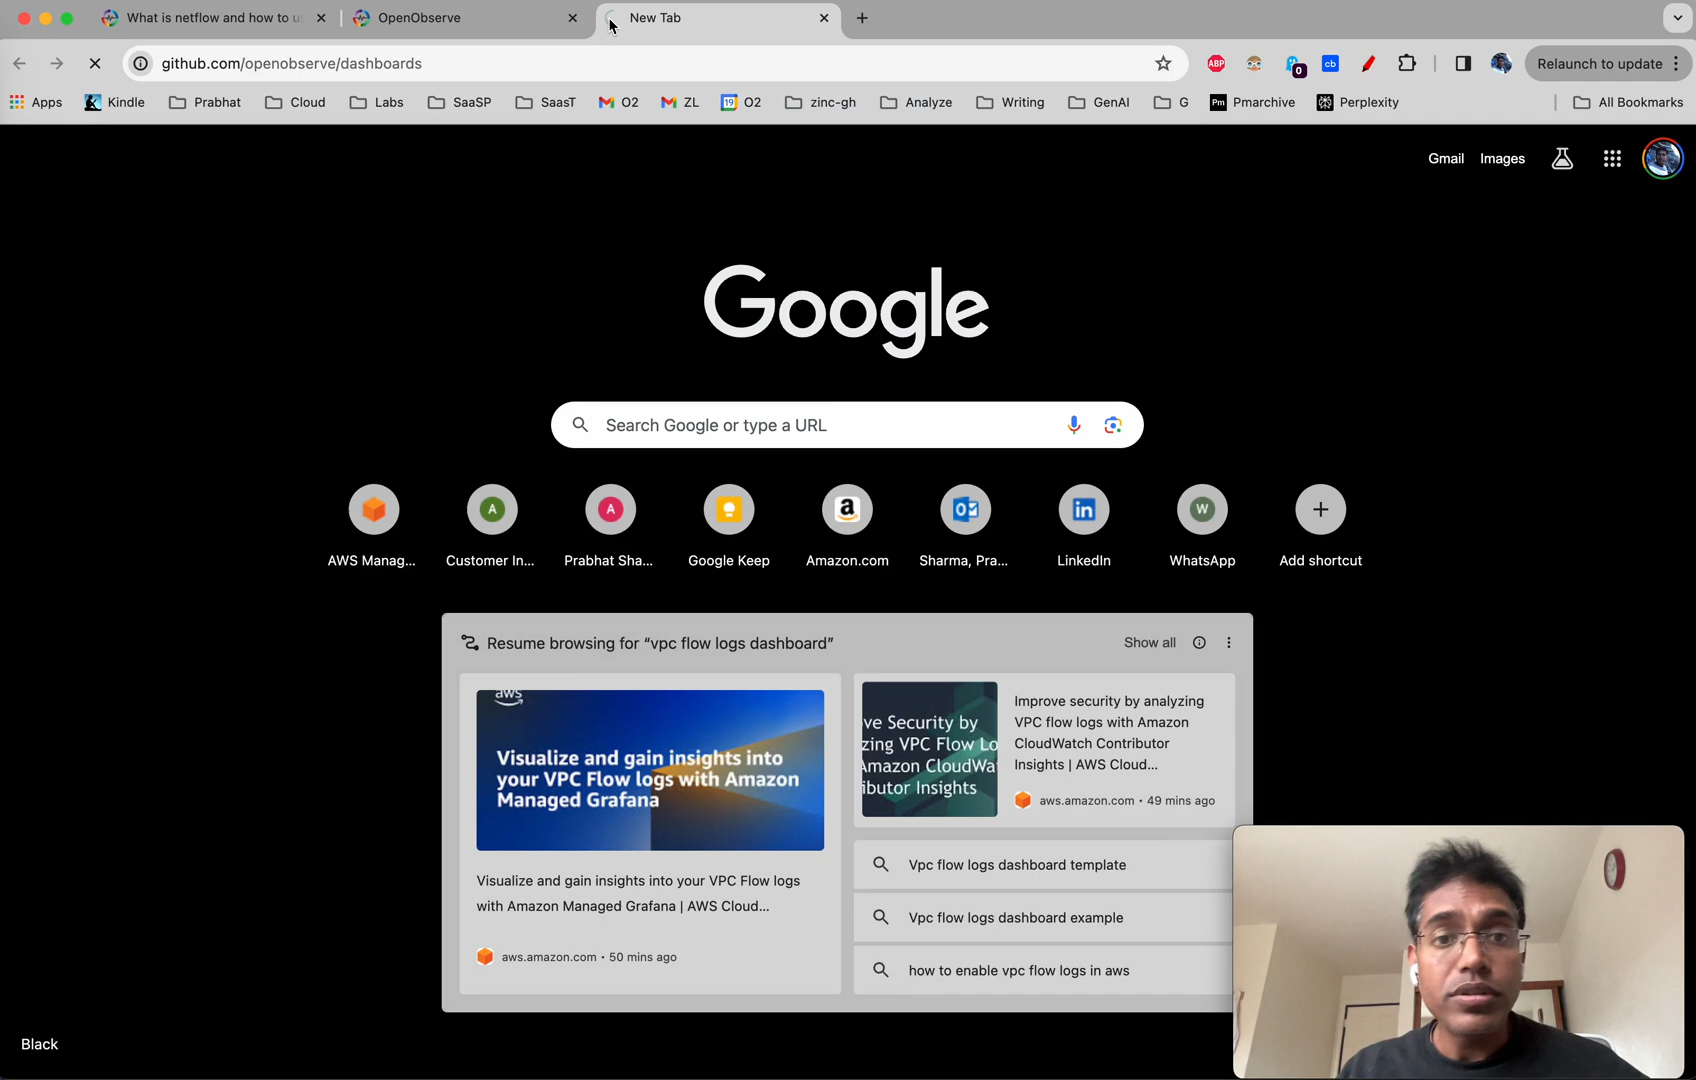 What is netflow and how to u
OpenObserve
New Tab
github.com/openobserve/dashboards
ABP
0
cb
Relaunch to update
Apps
Kindle
Prabhat
Cloud
Labs
SaaSP
SaasT
O2
ZL
19 O2
zinc-gh
Analyze
Writing
GenAI
G
Pm Pmarchive
Perplexity
All Bookmarks
Gmail
Images
Google
Search Google or type a URL
A
A
a
in
W
AWS Manag...
Customer In...
Prabhat Sha...
Google Keep
Amazon.com
Sharma, Pra...
LinkedIn
WhatsApp
Add shortcut
Resume browsing for “vpc flow logs dashboard”
Show all
aws
Visualize and gain insights into
your VPC Flow logs with Amazon
Managed Grafana
Visualize and gain insights into your VPC Flow logs
with Amazon Managed Grafana | AWS Cloud...
aws.amazon.com • 50 mins ago
ve Security by
zing VPC Flow Lo
Amazon CloudWa
ibutor Insights
Improve security by analyzing
VPC flow logs with Amazon
CloudWatch Contributor
Insights | AWS Cloud...
aws.amazon.com • 49 mins ago
Vpc flow logs dashboard template
Vpc flow logs dashboard example
how to enable vpc flow logs in aws
Black